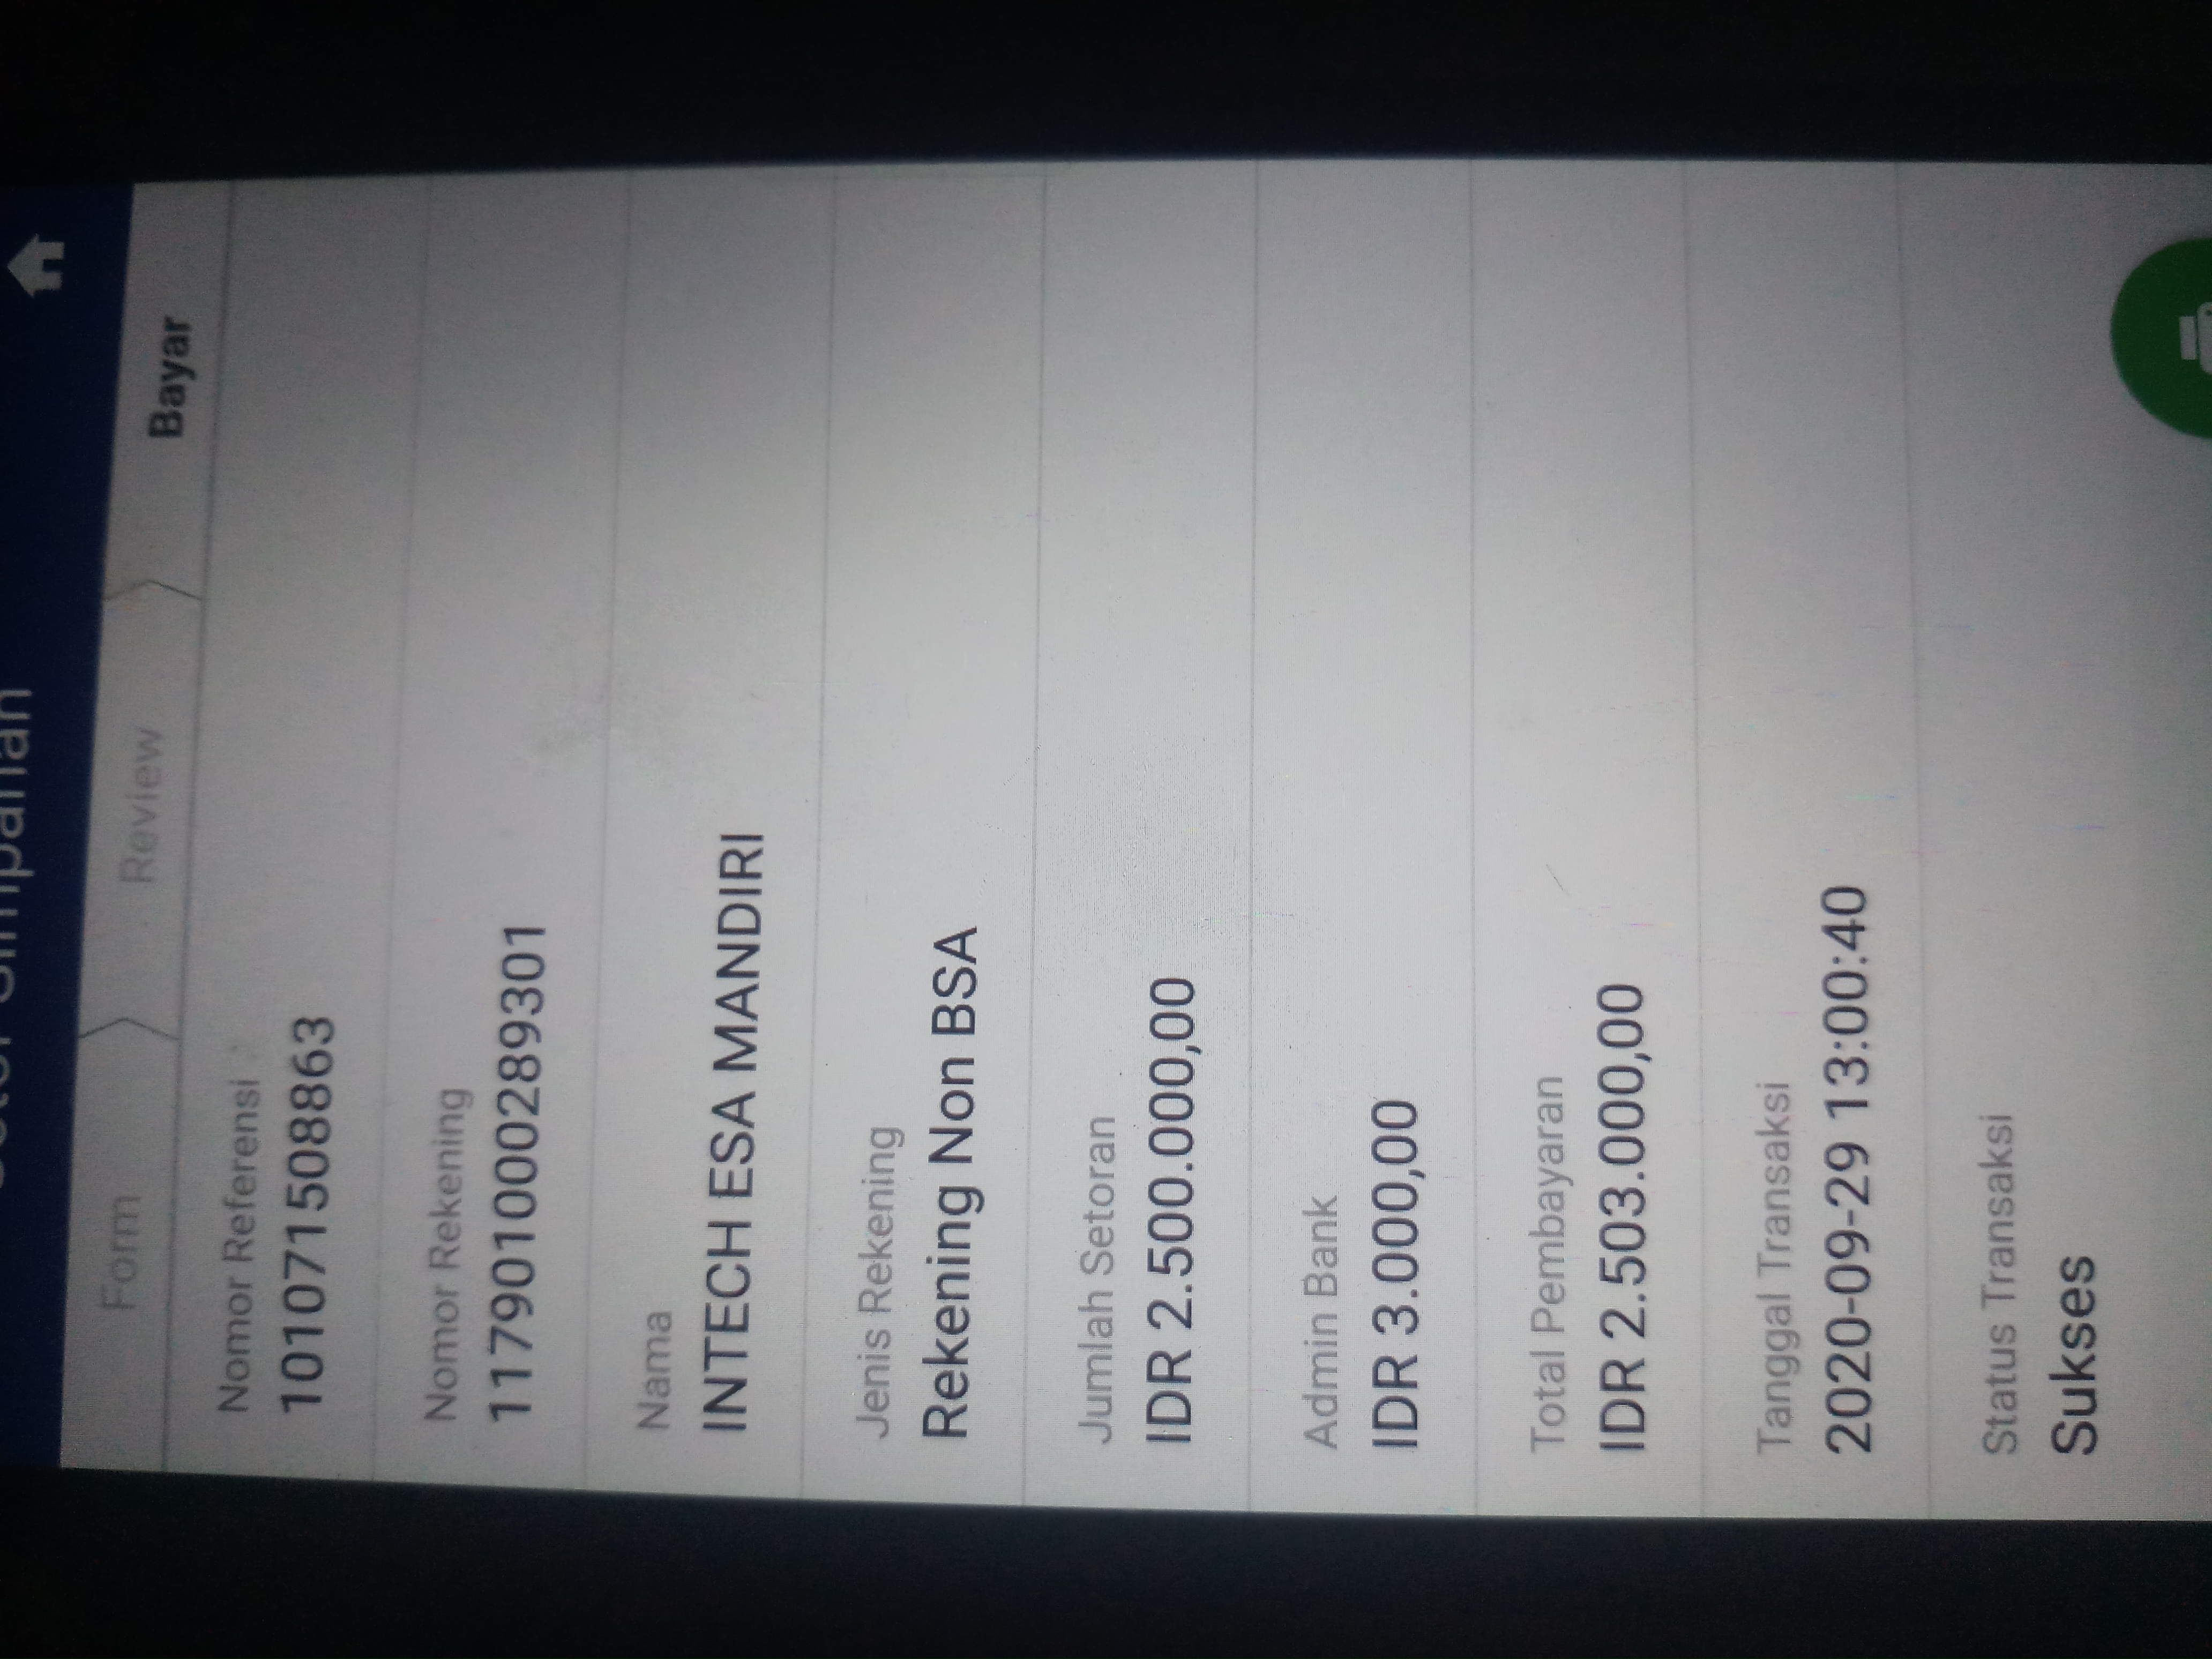 Setor Simpanan
Form
Review
Bayar
Nomor Referensi
101071508863
Nomor Rekening
117901000289301
Nama
INTECH ESA MANDIRI
Jenis Rekening
Rekening Non BSA
Jumlah Setoran
IDR 2.500.000,00
Admin Bank
IDR 3.000,00
Total Pembayaran
IDR 2.503.000,00
Tanggal Transaksi
2020-09-29 13:00:40
Status Transaksi
Sukses